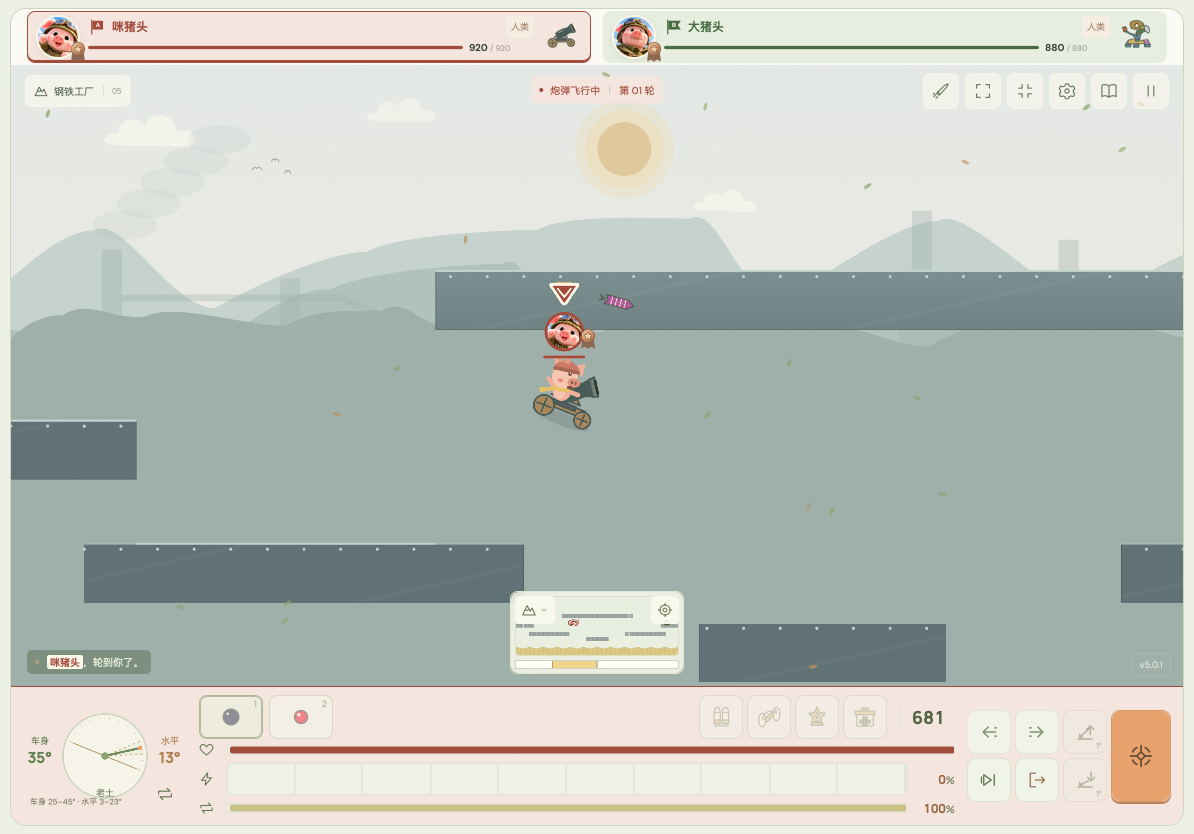 A 咪猪头 人类
920 / 920
B 大猪头 人类
880 / 880
钢铁工厂 05
炮弹飞行中 第 01 轮
咪猪头，轮到你了。
v5.0.1
1
2
681
车身
35°
水平
13°
老土
车身 25–45° · 水平 3–23°
0%
100%
1°
1°